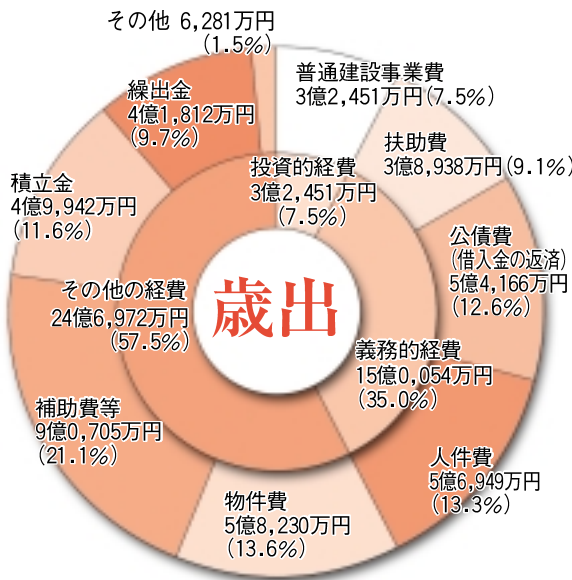 その他 6,281万円
(1.5%)
普通建設事業費
3億2,451万円(7.5%)
扶助費
3億8,938万円(9.1%)
公債費
(借入金の返済)
5億4,166万円
(12.6%)
人件費
5億6,949万円
(13.3%)
物件費
5億8,230万円
(13.6%)
補助費等
9億0,705万円
(21.1%)
積立金
4億9,942万円
(11.6%)
繰出金
4億1,812万円
(9.7%)
投資的経費
3億2,451万円
(7.5%)
義務的経費
15億0,054万円
(35.0%)
その他の経費
24億6,972万円
(57.5%)
歳出